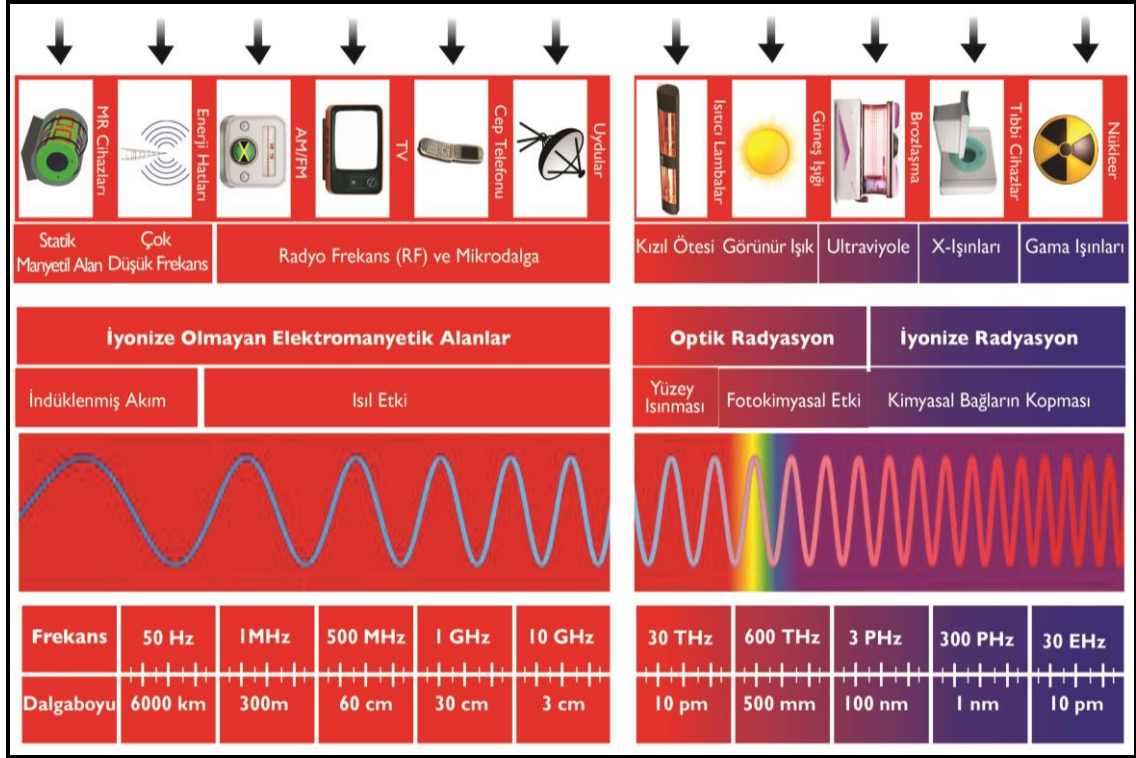 MR Cihazları
Enerji Hatları
AM/FM
TV
Cep Telefonu
Uydular
Isıtıcı Lambalar
Güneş Işığı
Brozlaşma
Tıbbi Cihazlar
Nükleer
Statik
Manyetil Alan
Çok
Düşük Frekans
Radyo Frekans (RF) ve Mikrodalga
Kızıl Ötesi
Görünür Işık
Ultraviyole
X-Işınları
Gama Işınları
İyonize Olmayan Elektromanyetik Alanlar
Optik Radyasyon
İyonize Radyasyon
İndüklenmiş Akım
Isıl Etki
Yüzey
Isınması
Fotokimyasal Etki
Kimyasal Bağların Kopması
Frekans 50 Hz 1MHz 500 MHz 1 GHz 10 GHz 30 THz 600 THz 3 PHz 300 PHz 30 EHz
Dalgaboyu 6000 km 300m 60 cm 30 cm 3 cm 10 pm 500 mm 100 nm 1 nm 10 pm